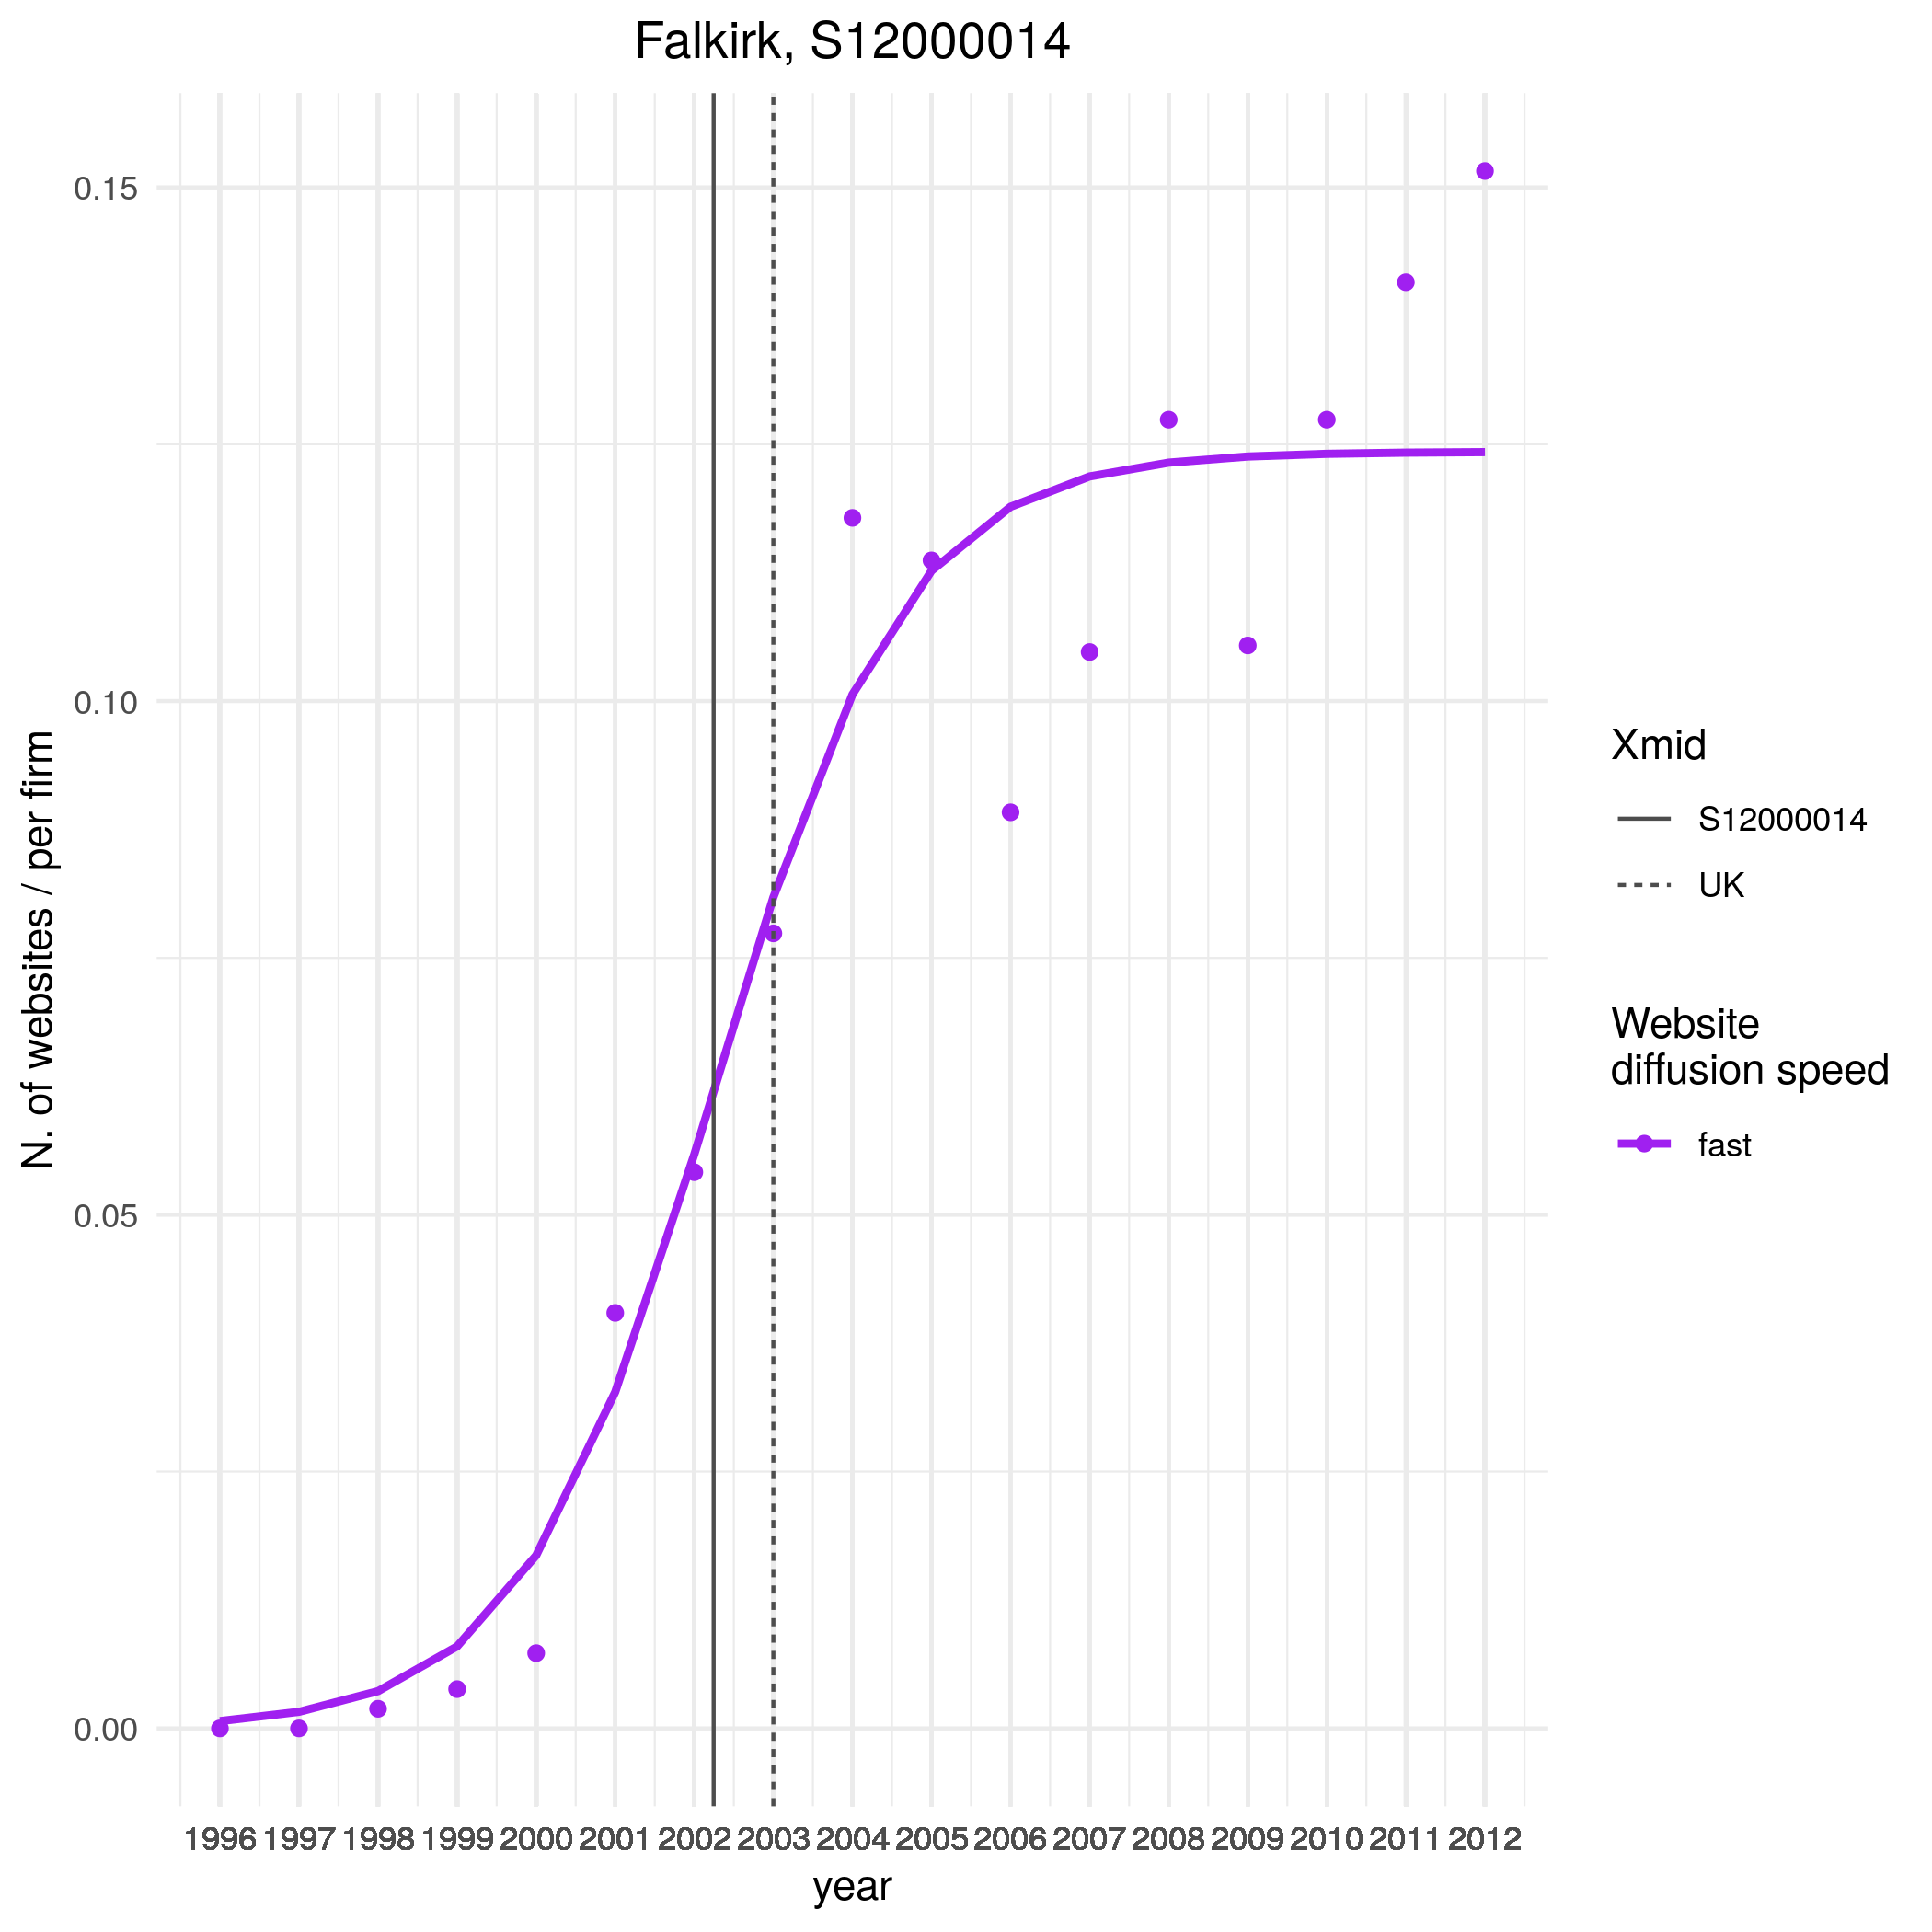 Falkirk, S12000014
0.15
0.10
0.05
0.00
N. of websites / per firm
1996 1997 1998 1999 2000 2001 2002 2003 2004 2005 2006 2007 2008 2009 2010 2011 2012
year
Xmid
S12000014
UK
Website
diffusion speed
fast